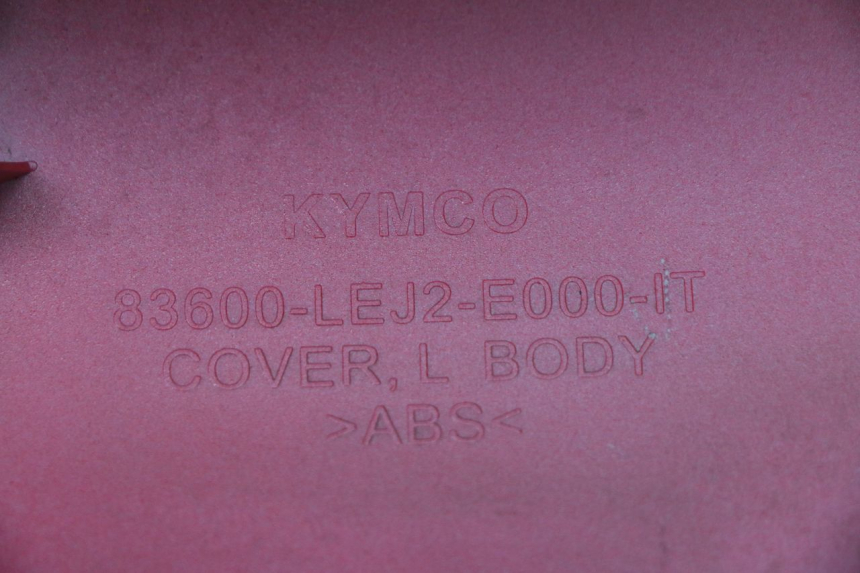 KYMCO
83600-LEJ2-E000-IT
COVER, L BODY
>ABS<